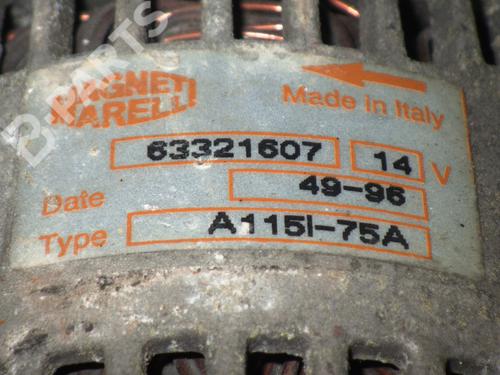 B-PARTS
MAGNETI
MARELLI
Made in Italy
63321607 14 V
Date 49-96
Type A115I-75A